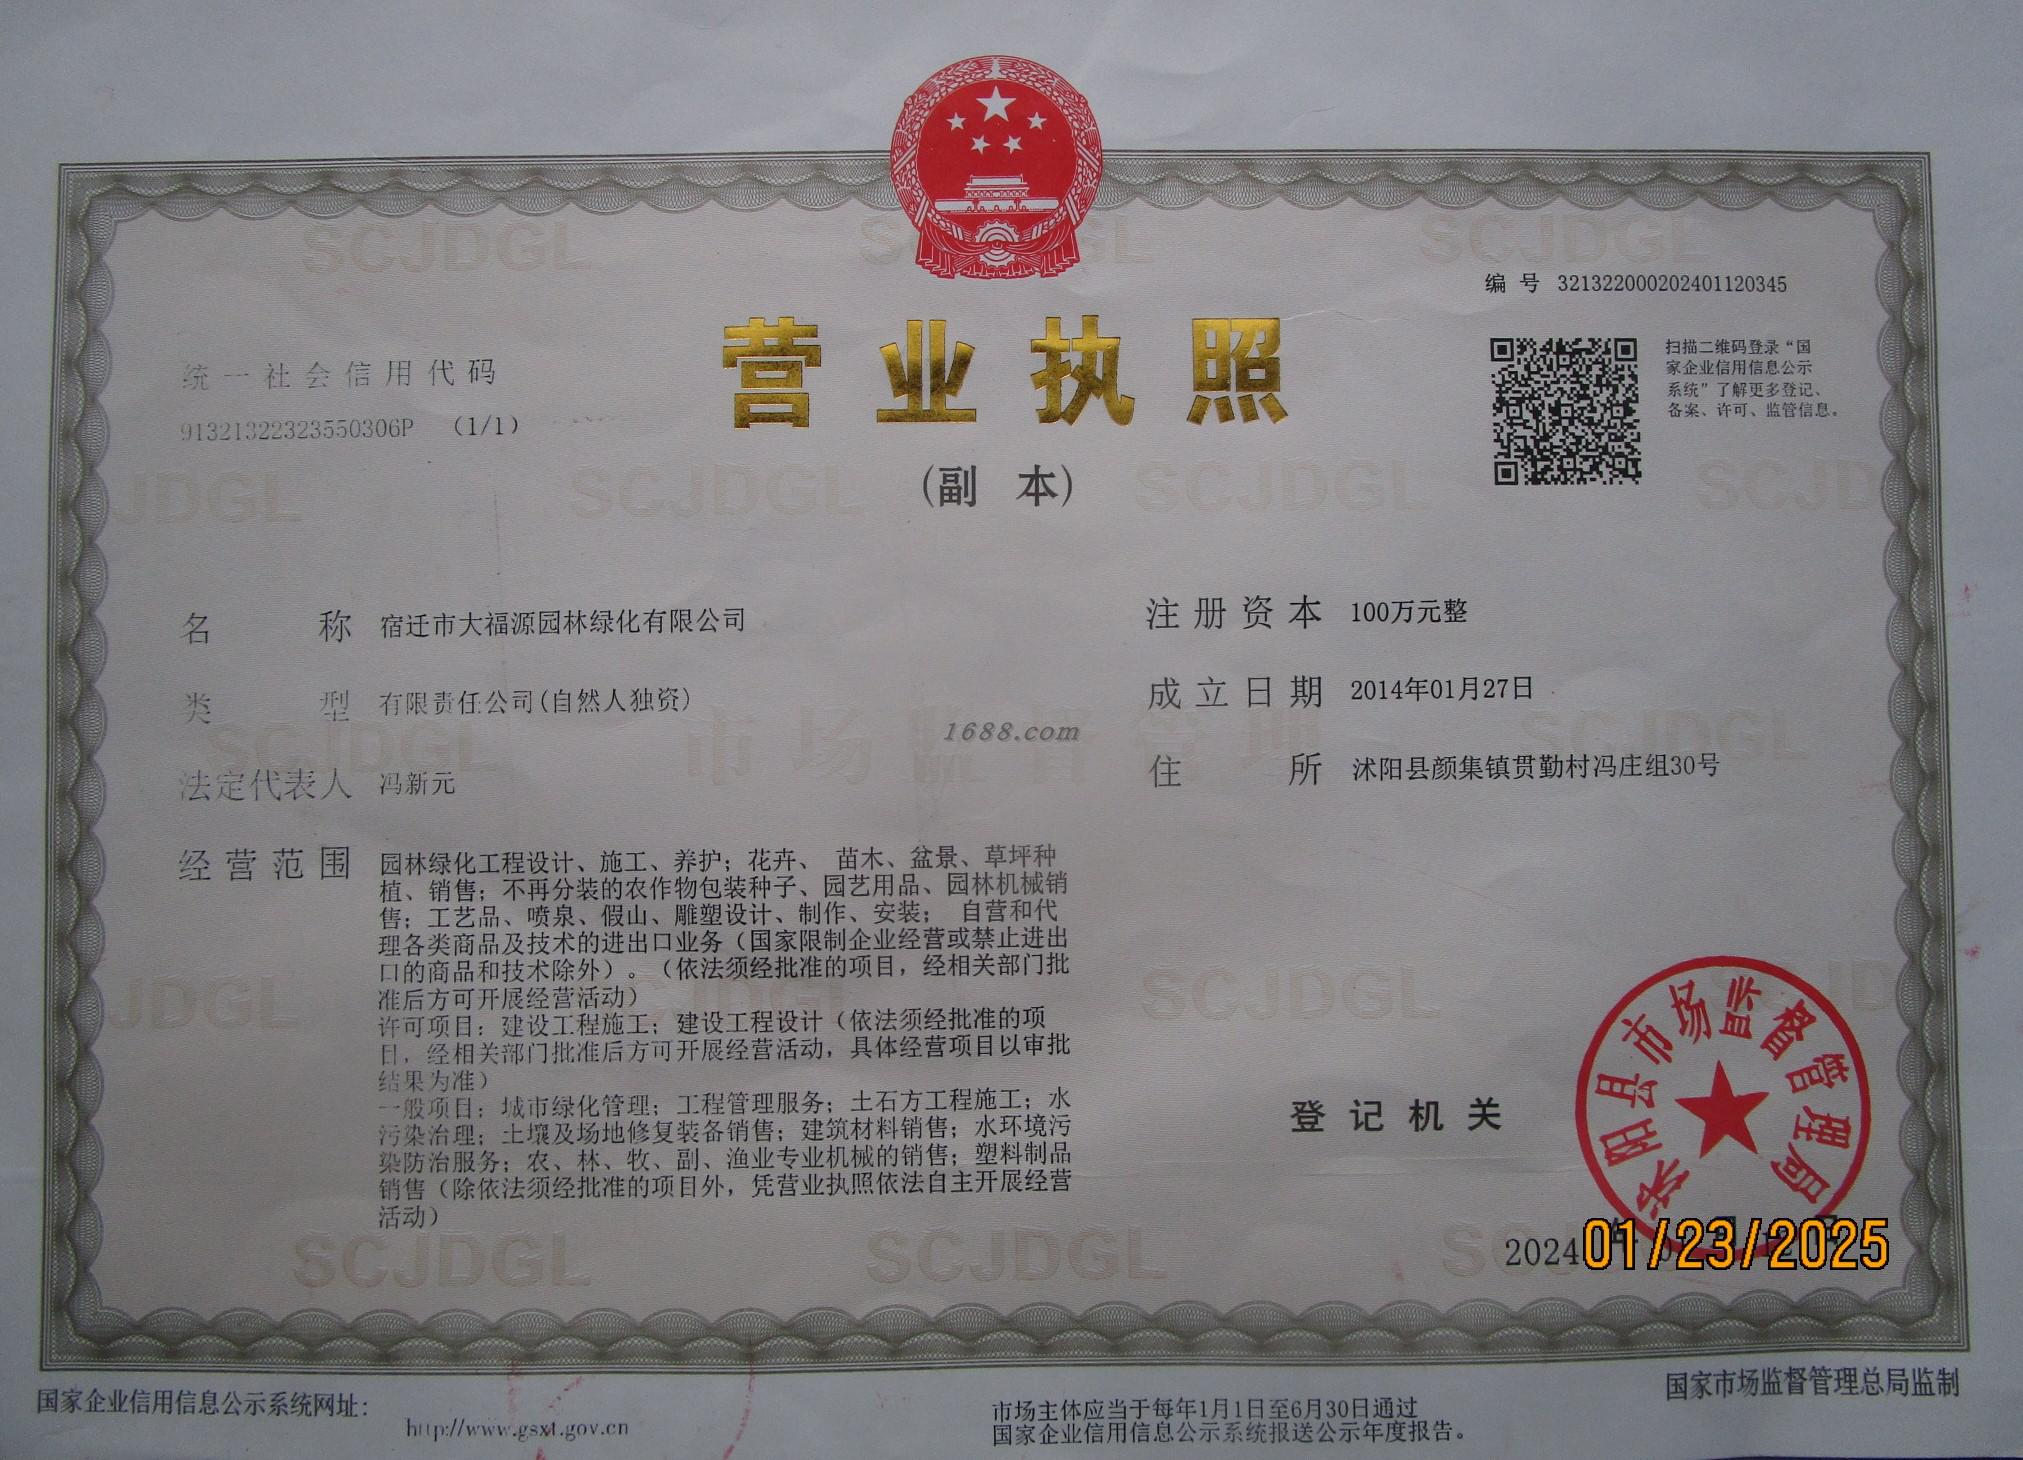 编 号 321322000202401120345
营业执照
(副 本)
统一社会信用代码
91321322323550306P (1/1)
扫描二维码登录“国
家企业信用信息公示
系统”了解更多登记、
备案、许可、监管信息。
名 称 宿迁市大福源园林绿化有限公司
类 型 有限责任公司(自然人独资)
法定代表人 冯新元
经营范围 园林绿化工程设计、施工、养护；花卉、 苗木、盆景、草坪种
植、销售；不再分装的农作物包装种子、园艺用品、园林机械销
售；工艺品、喷泉、假山、雕塑设计、制作、安装； 自营和代
理各类商品及技术的进出口业务（国家限制企业经营或禁止进出
口的商品和技术除外）。（依法须经批准的项目，经相关部门批
准后方可开展经营活动）
许可项目：建设工程施工；建设工程设计（依法须经批准的项
目，经相关部门批准后方可开展经营活动，具体经营项目以审批
结果为准）
一般项目：城市绿化管理；工程管理服务；土石方工程施工；水
污染治理；土壤及场地修复装备销售；建筑材料销售；水环境污
染防治服务；农、林、牧、副、渔业专业机械的销售；塑料制品
销售（除依法须经批准的项目外，凭营业执照依法自主开展经营
活动）
注册资本 100万元整
成立日期 2014年01月27日
住 所 沭阳县颜集镇贯勤村冯庄组30号
1688.com
市场监督管理
SCJDGL
登记机关
沭阳县市场监督管理局
2024
01/23/2025
国家企业信用信息公示系统网址：
http://www.gsxt.gov.cn
市场主体应当于每年1月1日至6月30日通过
国家企业信用信息公示系统报送公示年度报告。
国家市场监督管理总局监制